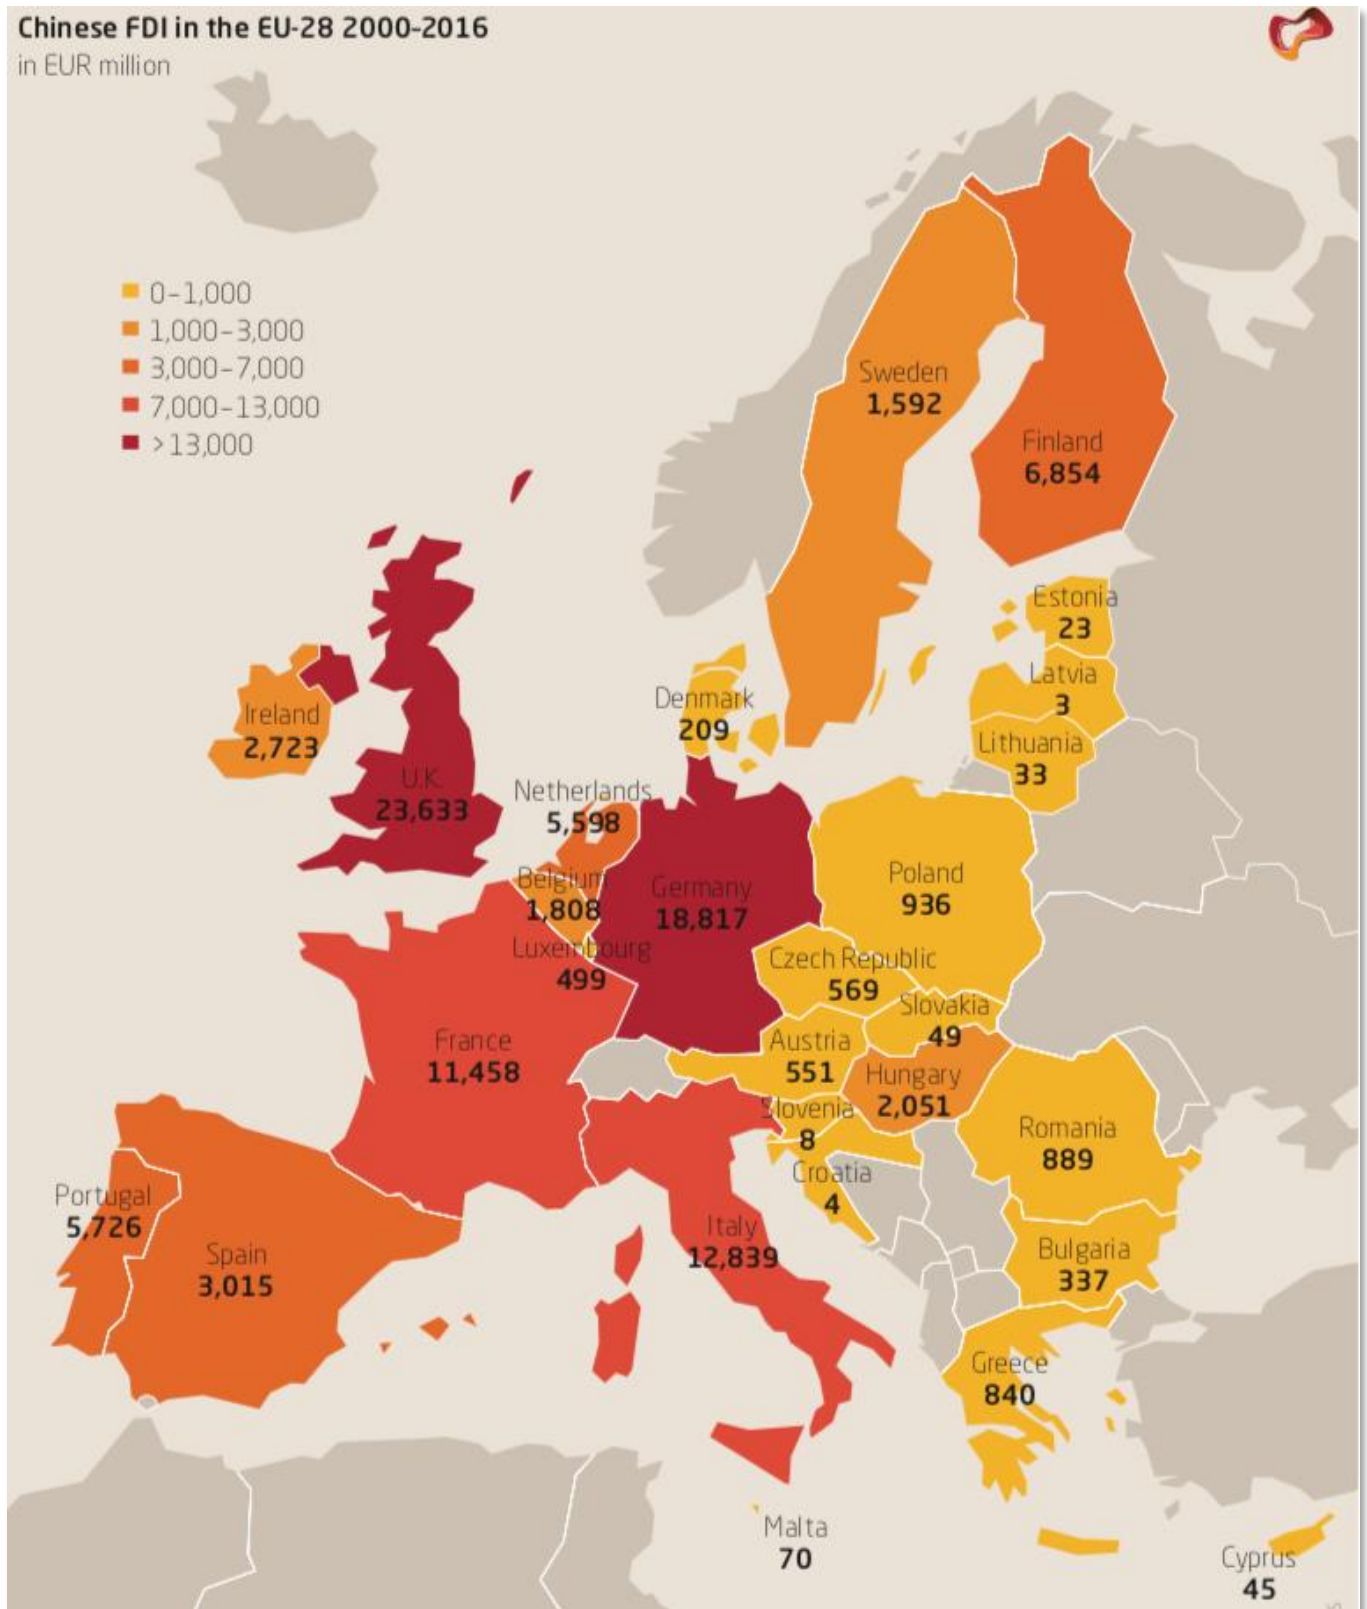 Chinese FDI in the EU-28 2000-2016
in EUR million
0-1,000
1,000-3,000
3,000-7,000
7,000-13,000
>13,000
Sweden
1,592
Finland
6,854
Estonia
23
Latvia
3
Lithuania
33
Denmark
209
Ireland
2,723
U.K.
23,633
Netherlands
5,598
Belgium
1,808
Luxembourg
499
Germany
18,817
Poland
936
Czech Republic
569
Slovakia
49
Austria
551
Hungary
2,051
Slovenia
8
Croatia
4
Romania
889
Bulgaria
337
France
11,458
Portugal
5,726
Spain
3,015
Italy
12,839
Greece
840
Malta
70
Cyprus
45